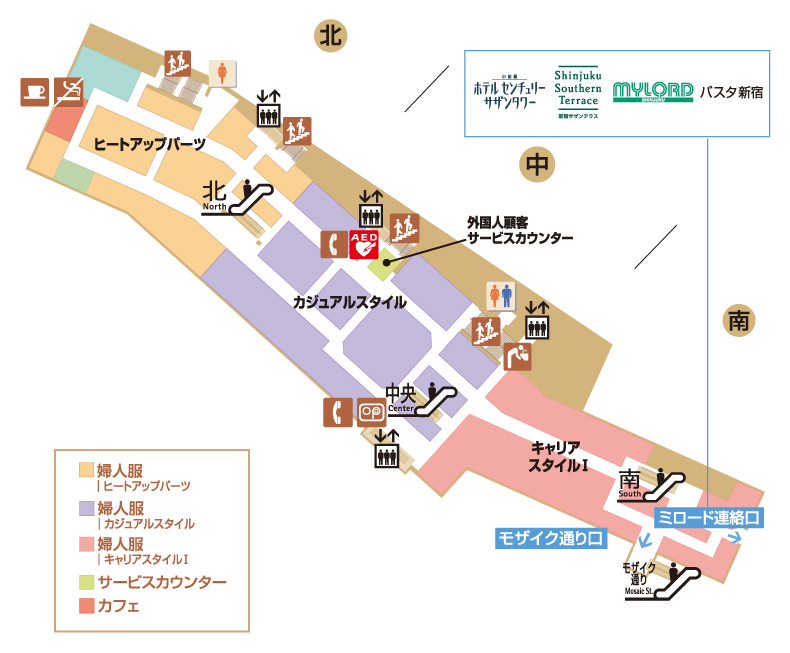 北
小田急
ホテル センチュリー
サザンタワー
Shinjuku
Southern
Terrace
新宿サザンテラス
MYLORD
SHINJUKU
バスタ新宿
中
南
ヒートアップパーツ
北
North
AED
外国人顧客
サービスカウンター
カジュアルスタイル
中央
Center
OP
キャリア
スタイル I
南
South
ミロード連絡口
モザイク通り口
モザイク
通り
Mosaic St.
婦人服
| ヒートアップパーツ
婦人服
| カジュアルスタイル
婦人服
| キャリアスタイル I
サービスカウンター
カフェ